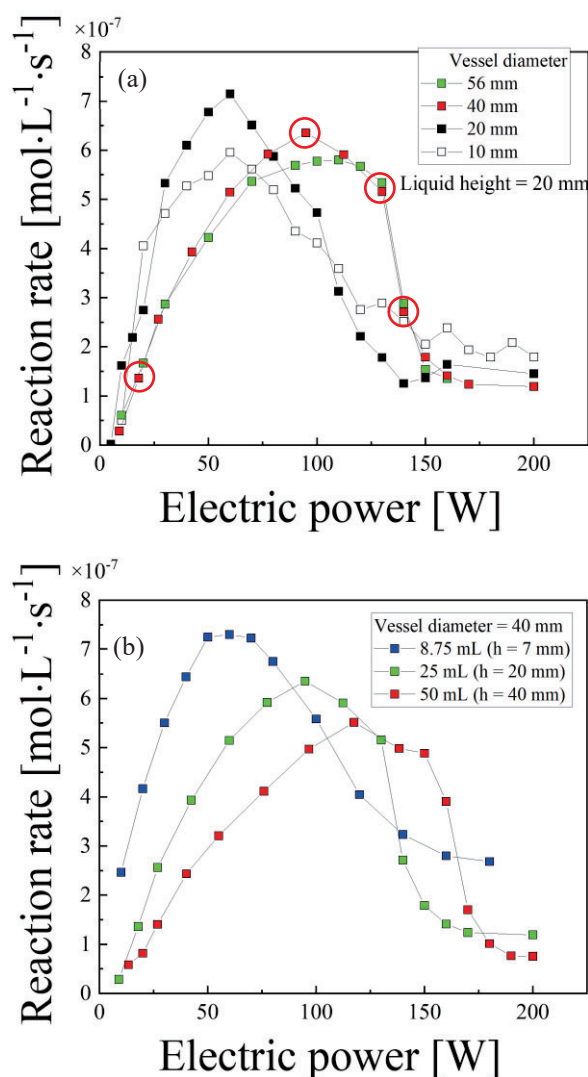 ×10⁻⁷
(a)
Vessel diameter
56 mm
40 mm
20 mm
10 mm
Liquid height = 20 mm
8
7
6
5
4
3
2
1
0
0 50 100 150 200
Reaction rate [mol·L⁻¹·s⁻¹]
Electric power [W]
×10⁻⁷
(b)
Vessel diameter = 40 mm
8.75 mL (h = 7 mm)
25 mL (h = 20 mm)
50 mL (h = 40 mm)
8
7
6
5
4
3
2
1
0
0 50 100 150 200
Reaction rate [mol·L⁻¹·s⁻¹]
Electric power [W]